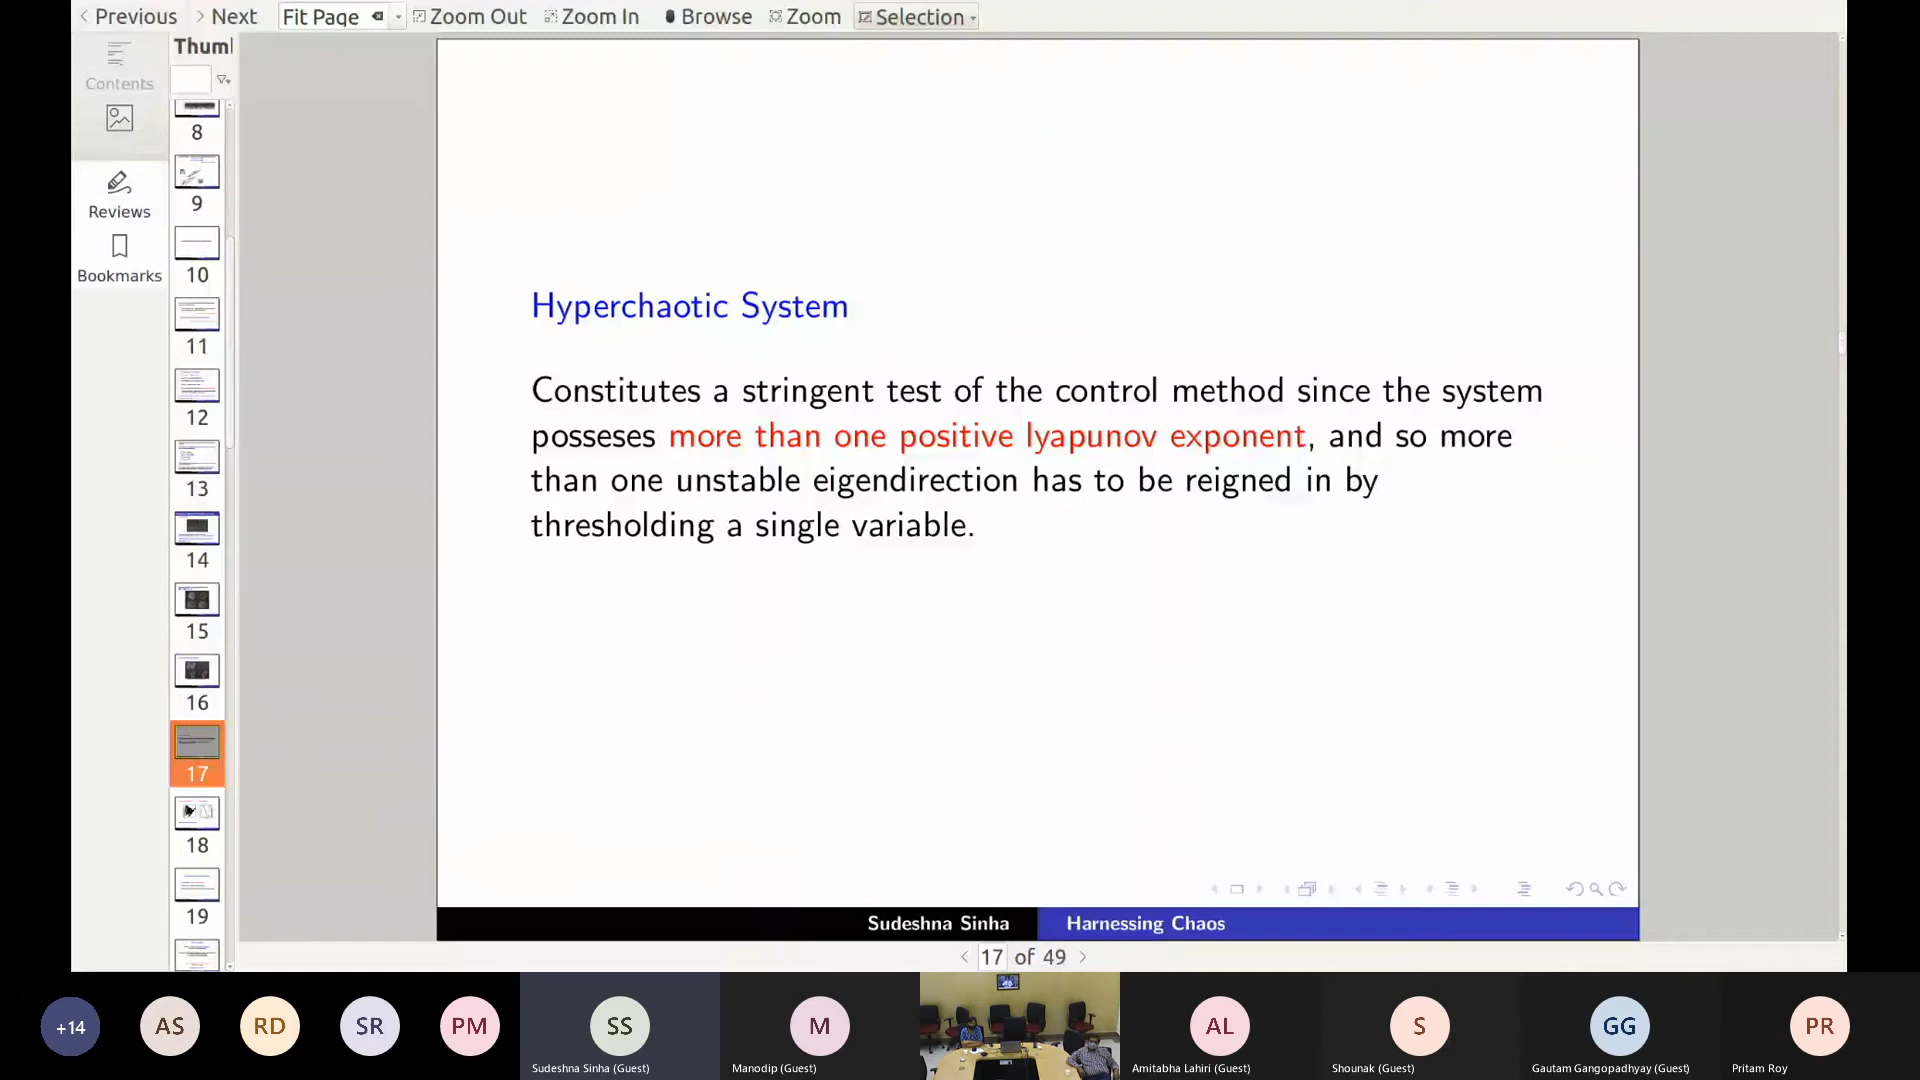 Previous Next Fit Page Zoom Out Zoom In Browse Zoom Selection
Contents
Reviews
Bookmarks
8
9
10
11
12
13
14
15
16
17
18
19
Hyperchaotic System
Constitutes a stringent test of the control method since the system
posseses more than one positive lyapunov exponent, and so more
than one unstable eigendirection has to be reigned in by
thresholding a single variable.
Sudeshna Sinha Harnessing Chaos
17 of 49
+14 AS RD SR PM SS M AL S GG PR
Sudeshna Sinha (Guest) Manodip (Guest) Amitabha Lahiri (Guest) Shounak (Guest) Gautam Gangopadhyay (Guest) Pritam Roy